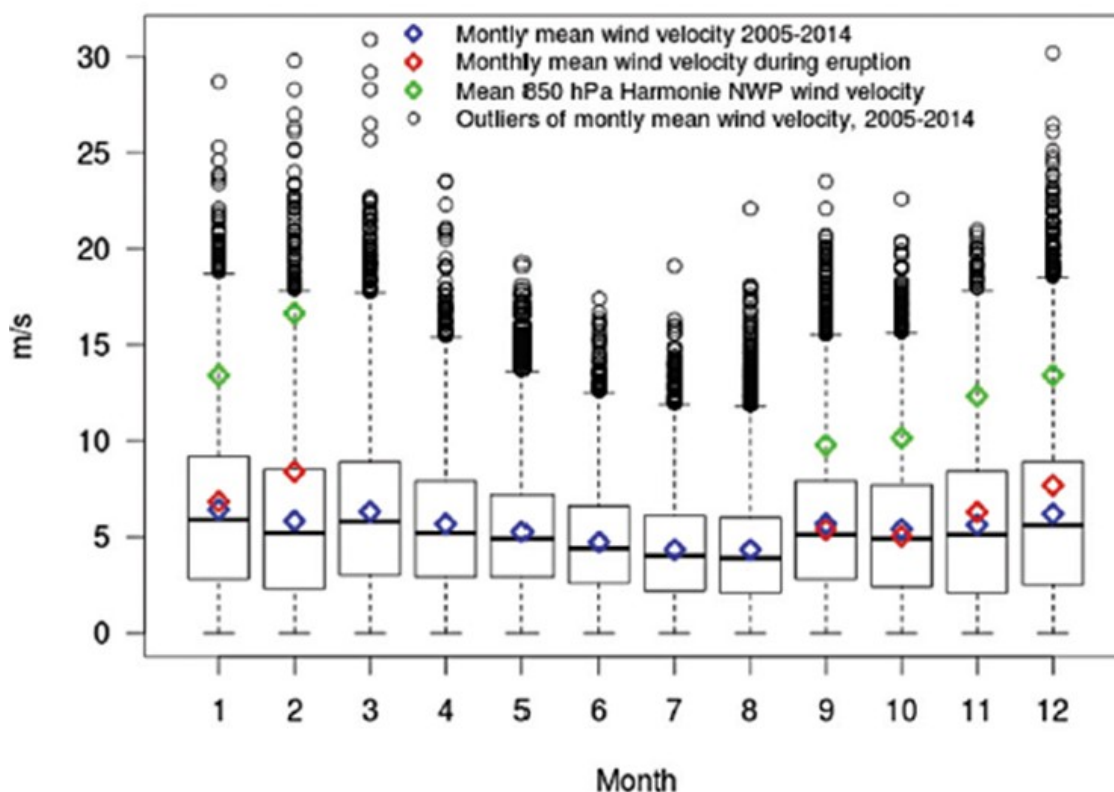 Montly mean wind velocity 2005-2014
Monthly mean wind velocity during eruption
Mean 850 hPa Harmonie NWP wind velocity
Outliers of montly mean wind velocity, 2005-2014
30
25
20
15
10
5
0
m/s
1 2 3 4 5 6 7 8 9 10 11 12
Month